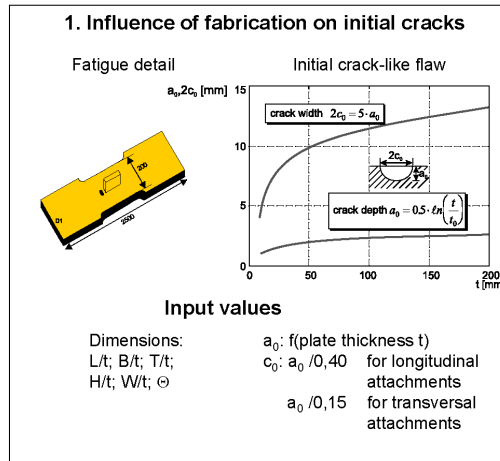 1. Influence of fabrication on initial cracks
Fatigue detail
Initial crack-like flaw
a₀,2c₀ [mm]
15
10
5
0
crack width 2c₀ = 5·a₀
2c₀
a₀
crack depth a₀ = 0.5·ℓn(t/t₀)
50
100
150
200
t [mm]
200
2500
01
Input values
Dimensions:
L/t; B/t; T/t;
H/t; W/t; Θ
a₀: f(plate thickness t)
c₀: a₀ /0,40 for longitudinal
attachments
a₀ /0,15 for transversal
attachments